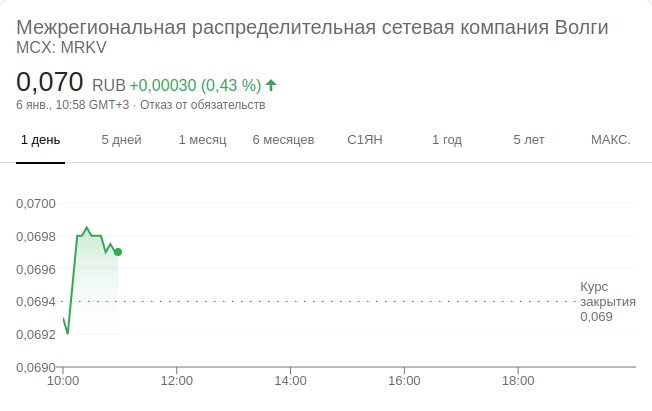 Межрегиональная распределительная сетевая компания Волги
MCX: MRKV
0,070 RUB +0,00030 (0,43 %)
6 янв., 10:58 GMT+3 · Отказ от обязательств
1 день 5 дней 1 месяц 6 месяцев С1ЯН 1 год 5 лет МАКС.
0,0700
0,0698
0,0696
0,0694
0,0692
0,0690
Курс
закрытия
0,069
10:00 12:00 14:00 16:00 18:00